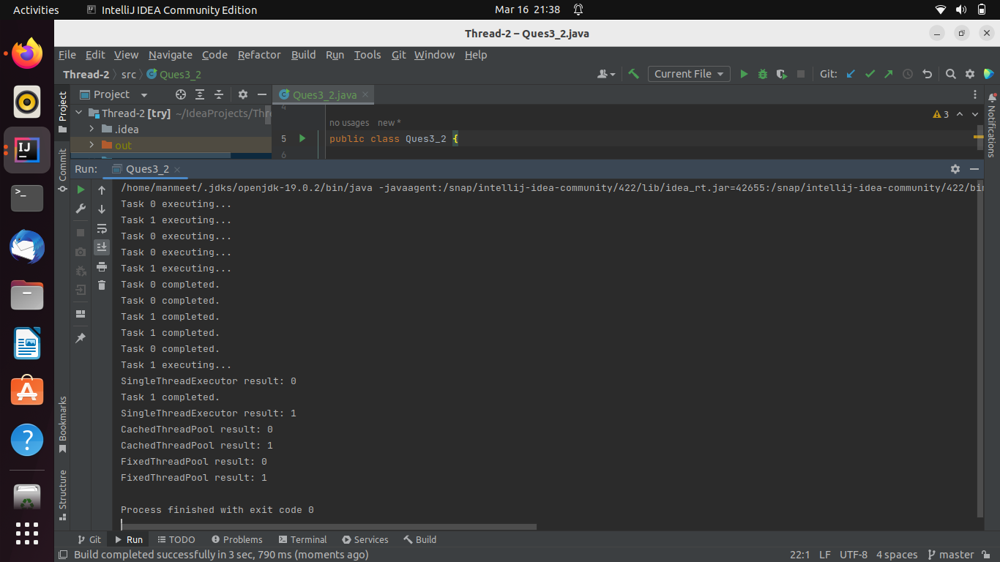 Activities IntelliJ IDEA Community Edition Mar 16 21:38
Thread-2 – Ques3_2.java
File Edit View Navigate Code Refactor Build Run Tools Git Window Help
Thread-2 src Ques3_2 Current File Git:
Project Project Ques3_2.java
Thread-2 [try] ~/IdeaProjects/Thre
.idea
out
4
no usages new *
3
5 public class Ques3_2 {
6
Notifications
Commit
Run: Ques3_2
/home/manmeet/.jdks/openjdk-19.0.2/bin/java -javaagent:/snap/intellij-idea-community/422/lib/idea_rt.jar=42655:/snap/intellij-idea-community/422/bin
Task 0 executing...
Task 1 executing...
Task 0 executing...
Task 0 executing...
Task 1 executing...
Task 0 completed.
Task 0 completed.
Task 1 completed.
Task 1 completed.
Task 0 completed.
Task 1 executing...
SingleThreadExecutor result: 0
Task 1 completed.
SingleThreadExecutor result: 1
CachedThreadPool result: 0
CachedThreadPool result: 1
FixedThreadPool result: 0
FixedThreadPool result: 1
Process finished with exit code 0
Bookmarks
Structure
Git Run TODO Problems Terminal Services Build
Build completed successfully in 3 sec, 790 ms (moments ago) 22:1 LF UTF-8 4 spaces master